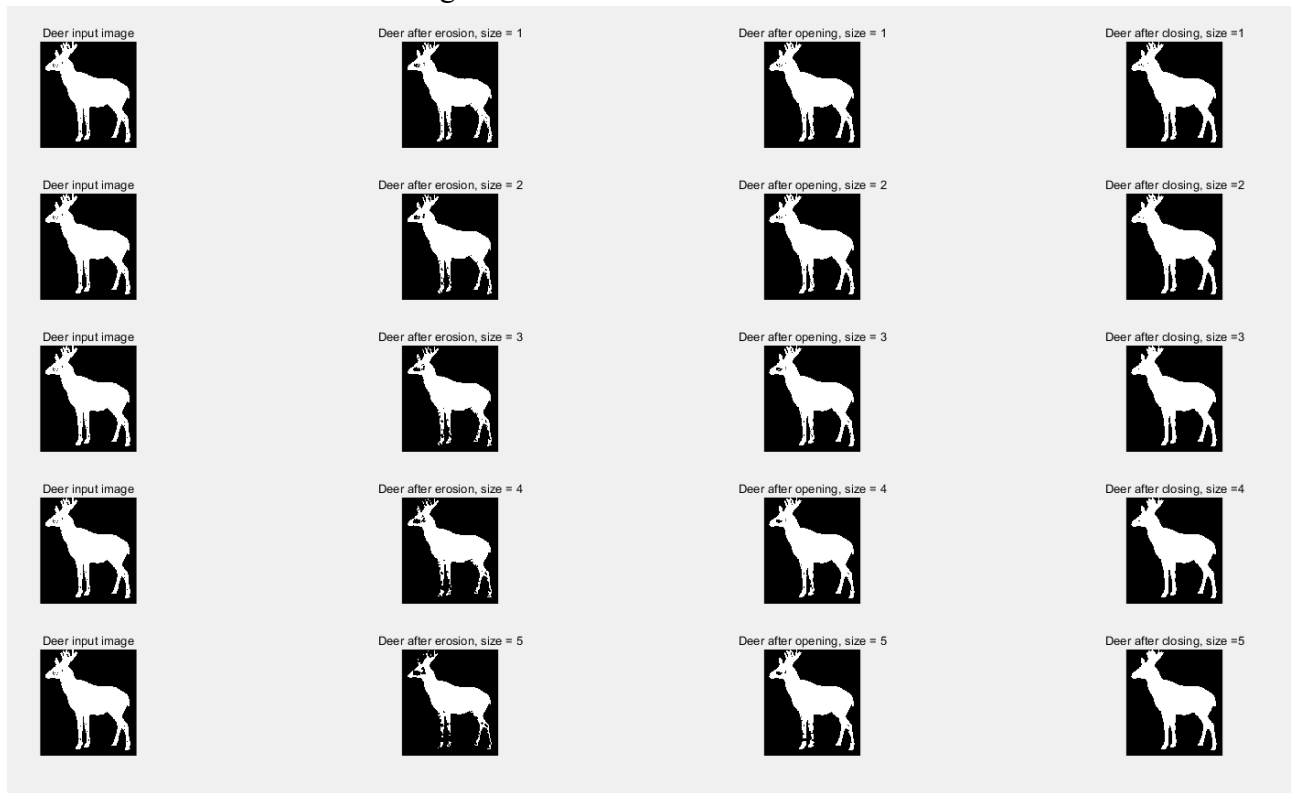 Deer input image
Deer after erosion, size = 1
Deer after opening, size = 1
Deer after closing, size =1
Deer input image
Deer after erosion, size = 2
Deer after opening, size = 2
Deer after closing, size =2
Deer input image
Deer after erosion, size = 3
Deer after opening, size = 3
Deer after closing, size =3
Deer input image
Deer after erosion, size = 4
Deer after opening, size = 4
Deer after closing, size =4
Deer input image
Deer after erosion, size = 5
Deer after opening, size = 5
Deer after closing, size =5